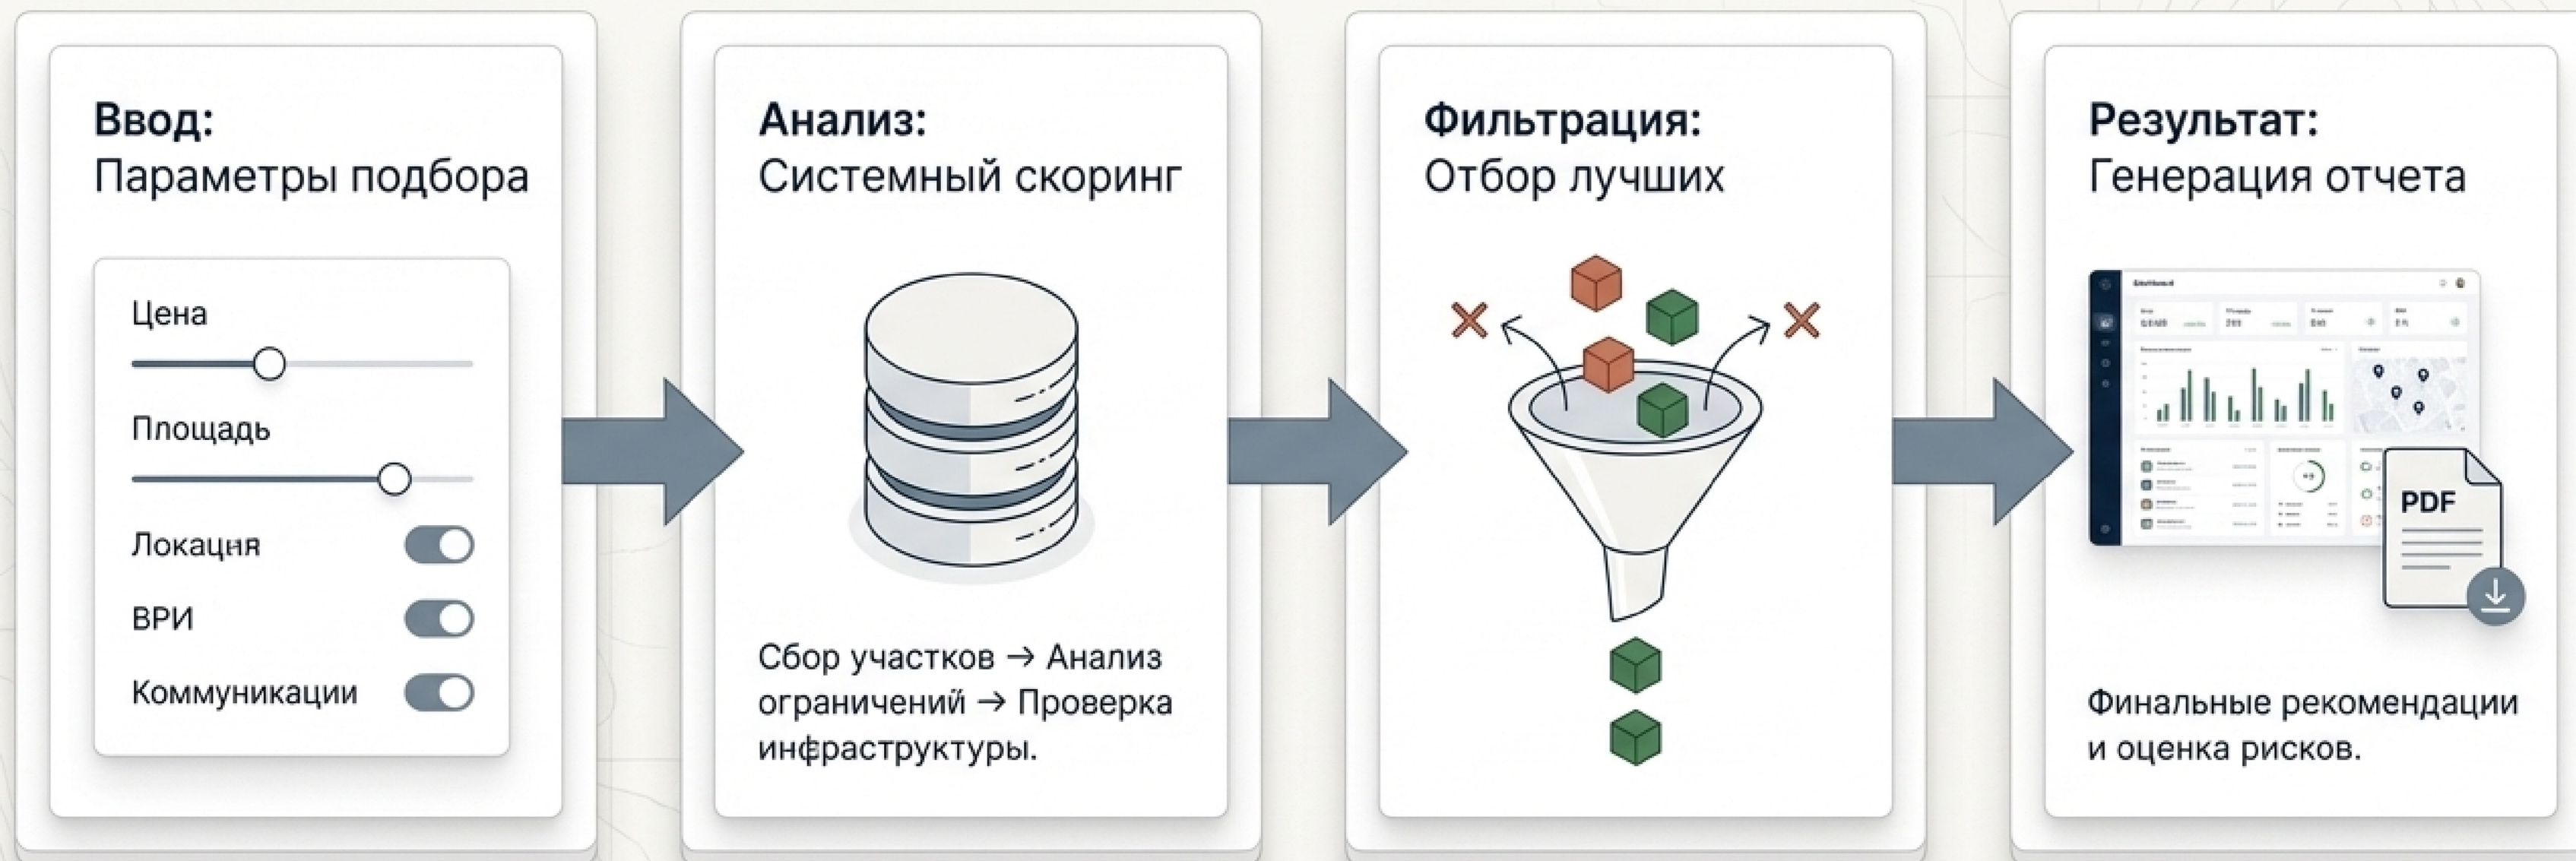 Ввод:
Параметры подбора
Цена
Площадь
Локация
ВРИ
Коммуникации
Анализ:
Системный скоринг
Сбор участков → Анализ
ограничений → Проверка
инфраструктуры.
Фильтрация:
Отбор лучших
Результат:
Генерация отчета
PDF
Финальные рекомендации
и оценка рисков.